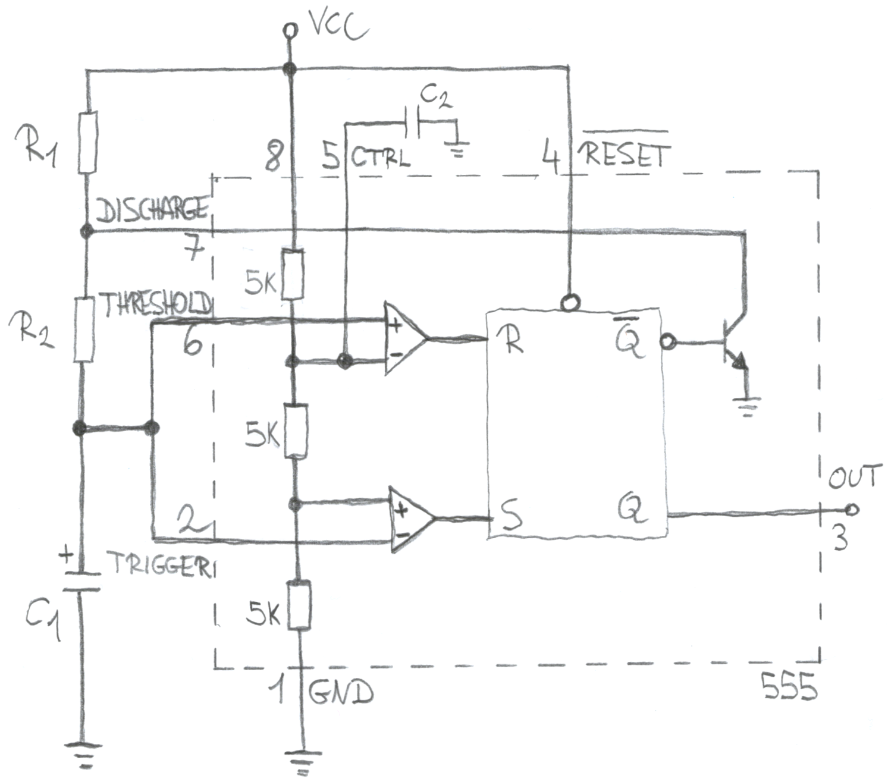 VCC
C2
R1
8
5
CTRL
4
RESET
DISCHARGE
7
5K
THRESHOLD
R2
6
+
-
R
Q
5K
2
+
-
S
Q
OUT
3
+
TRIGGER
C1
5K
1
GND
555